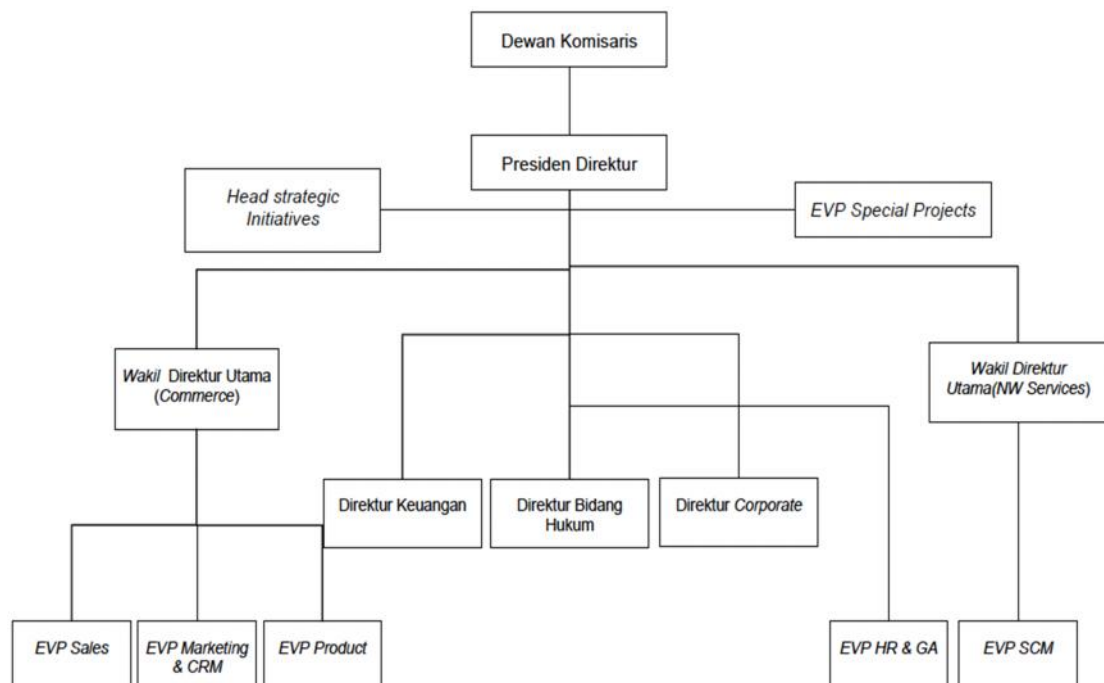 Dewan Komisaris
Presiden Direktur
Head strategic
Initiatives
EVP Special Projects
Wakil Direktur Utama
(Commerce)
Wakil Direktur
Utama(NW Services)
Direktur Keuangan
Direktur Bidang
Hukum
Direktur Corporate
EVP Sales
EVP Marketing
& CRM
EVP Product
EVP HR & GA
EVP SCM